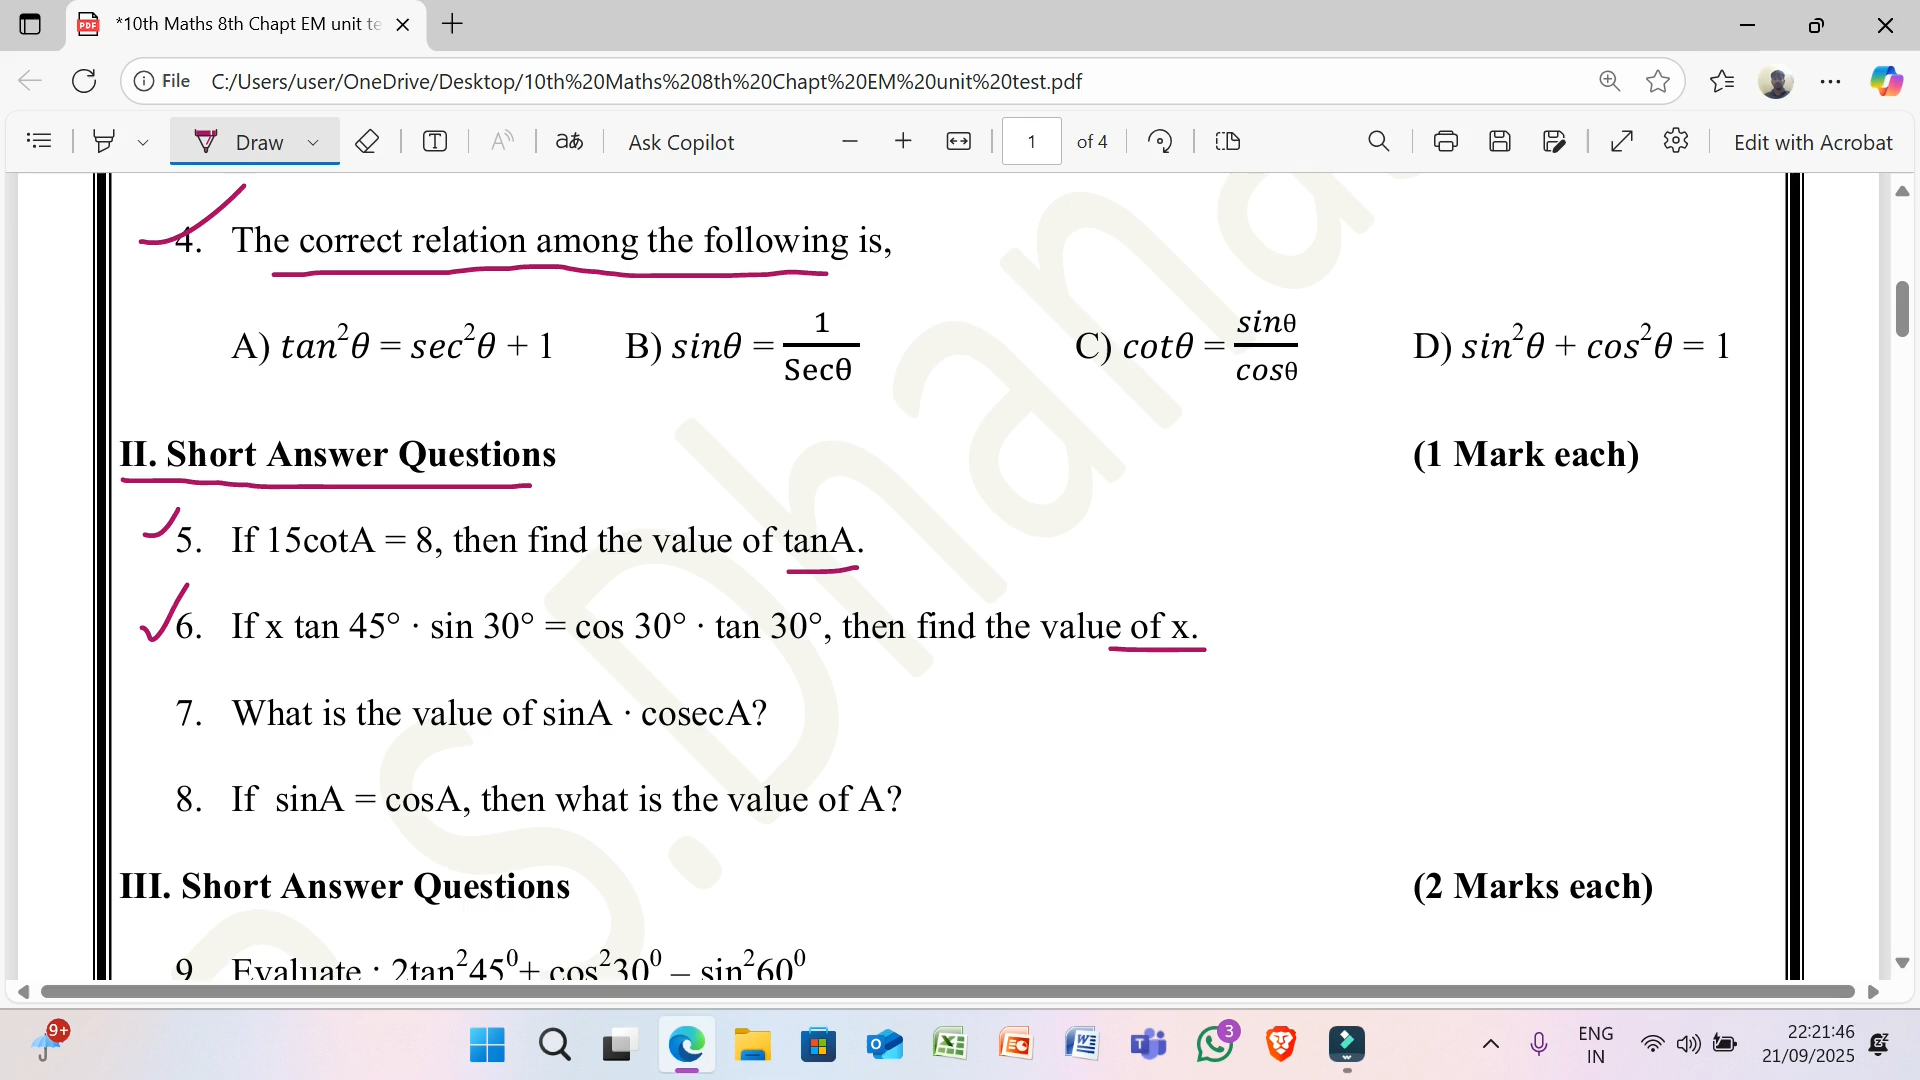 *10th Maths 8th Chapt EM unit te
File C:/Users/user/OneDrive/Desktop/10th%20Maths%208th%20Chapt%20EM%20unit%20test.pdf
Draw Ask Copilot 1 of 4 Edit with Acrobat
4. The correct relation among the following is,
A) tan²θ = sec²θ + 1 B) sinθ = 1/Secθ C) cotθ = sinθ/cosθ D) sin²θ + cos²θ = 1
II. Short Answer Questions (1 Mark each)
5. If 15cotA = 8, then find the value of tanA.
6. If x tan 45° · sin 30° = cos 30° · tan 30°, then find the value of x.
7. What is the value of sinA · cosecA?
8. If sinA = cosA, then what is the value of A?
III. Short Answer Questions (2 Marks each)
9 Evaluate : 2tan²45⁰+ cos²30⁰ – sin²60⁰
S.Dhana
9+ 3 ENG IN 22:21:46 21/09/2025